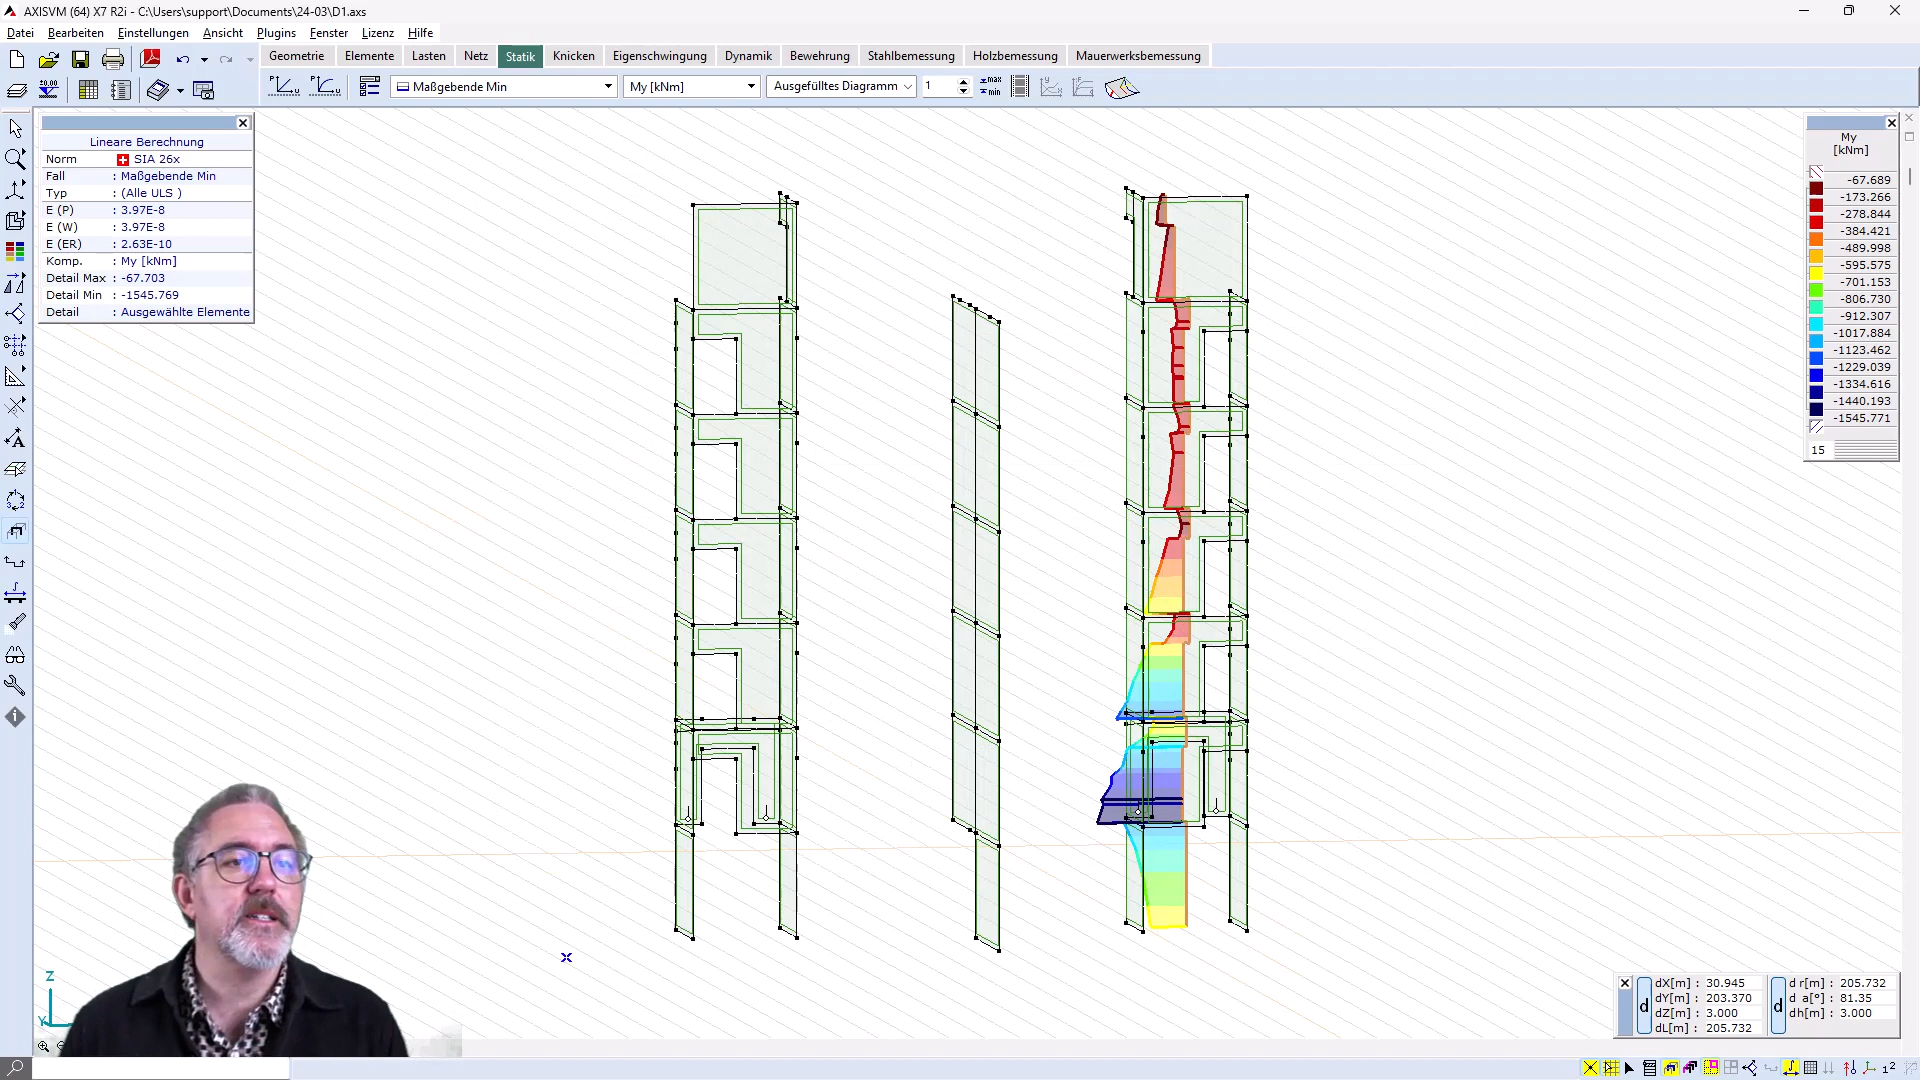 AXISVM (64) X7 R2i - C:\Users\support\Documents\24-03\D1.axs
Datei Bearbeiten Einstellungen Ansicht Plugins Fenster Lizenz Hilfe
Geometrie Elemente Lasten Netz Statik Knicken Eigenschwingung Dynamik Bewehrung Stahlbemessung Holzbemessung Mauerwerksbemessung
Maßgebende Min My [kNm] Ausgefülltes Diagramm 1 max min
Lineare Berechnung
Norm SIA 26x
Fall : Maßgebende Min
Typ : (Alle ULS )
E (P) : 3.97E-8
E (W) : 3.97E-8
E (ER) : 2.63E-10
Komp. : My [kNm]
Detail Max : -67.703
Detail Min : -1545.769
Detail : Ausgewählte Elemente
My
[kNm]
-67.689
-173.266
-278.844
-384.421
-489.998
-595.575
-701.153
-806.730
-912.307
-1017.884
-1123.462
-1229.039
-1334.616
-1440.193
-1545.771
15
Z
Y
d
dX[m] : 30.945
dY[m] : 203.370
dZ[m] : 3.000
dL[m] : 205.732
d
d r[m] : 205.732
d a[°] : 81.35
dh[m] : 3.000